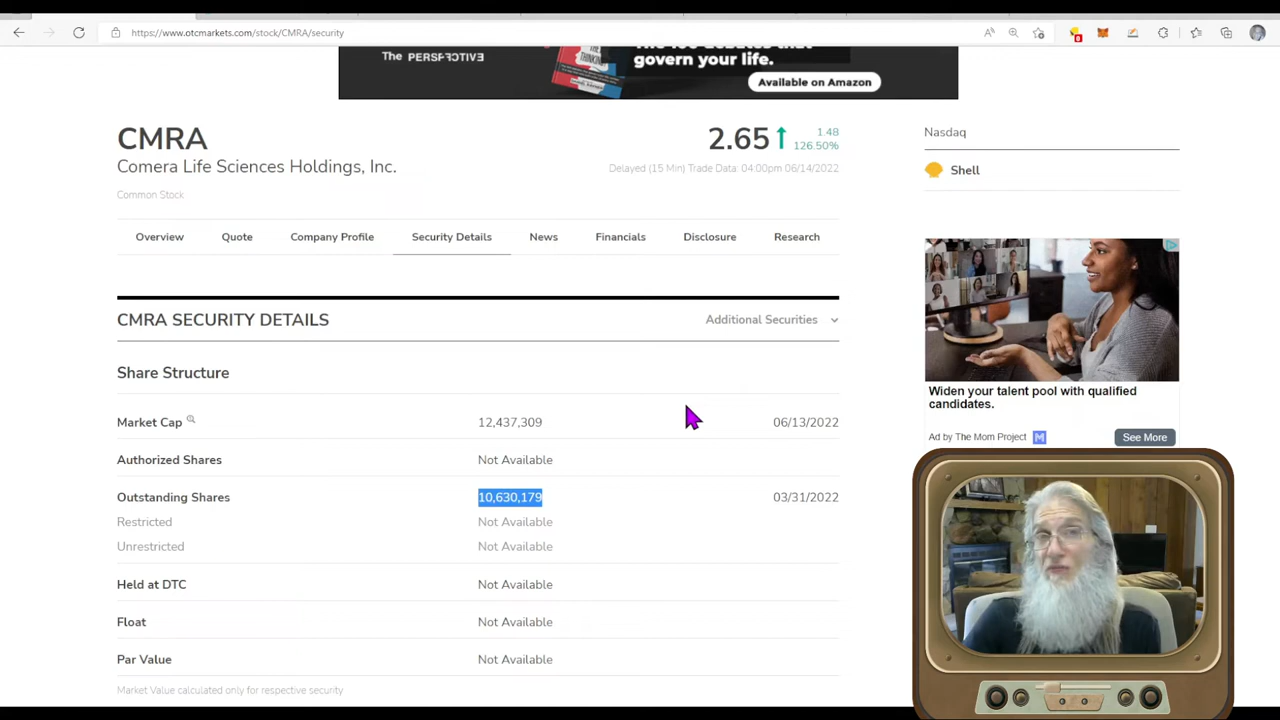 https://www.otcmarkets.com/stock/CMRA/security
The PERSPECTIVE
govern your life.
Available on Amazon
CMRA
Comera Life Sciences Holdings, Inc.
Common Stock
2.65
1.48
126.50%
Delayed (15 Min) Trade Data: 04:00pm 06/14/2022
Nasdaq
Shell
Overview Quote Company Profile Security Details News Financials Disclosure Research
CMRA SECURITY DETAILS
Additional Securities
Share Structure
Market Cap 12,437,309 06/13/2022
Authorized Shares Not Available
Outstanding Shares 10,630,179 03/31/2022
Restricted Not Available
Unrestricted Not Available
Held at DTC Not Available
Float Not Available
Par Value Not Available
Market Value calculated only for respective security
Widen your talent pool with qualified
candidates.
Ad by The Mom Project M
See More